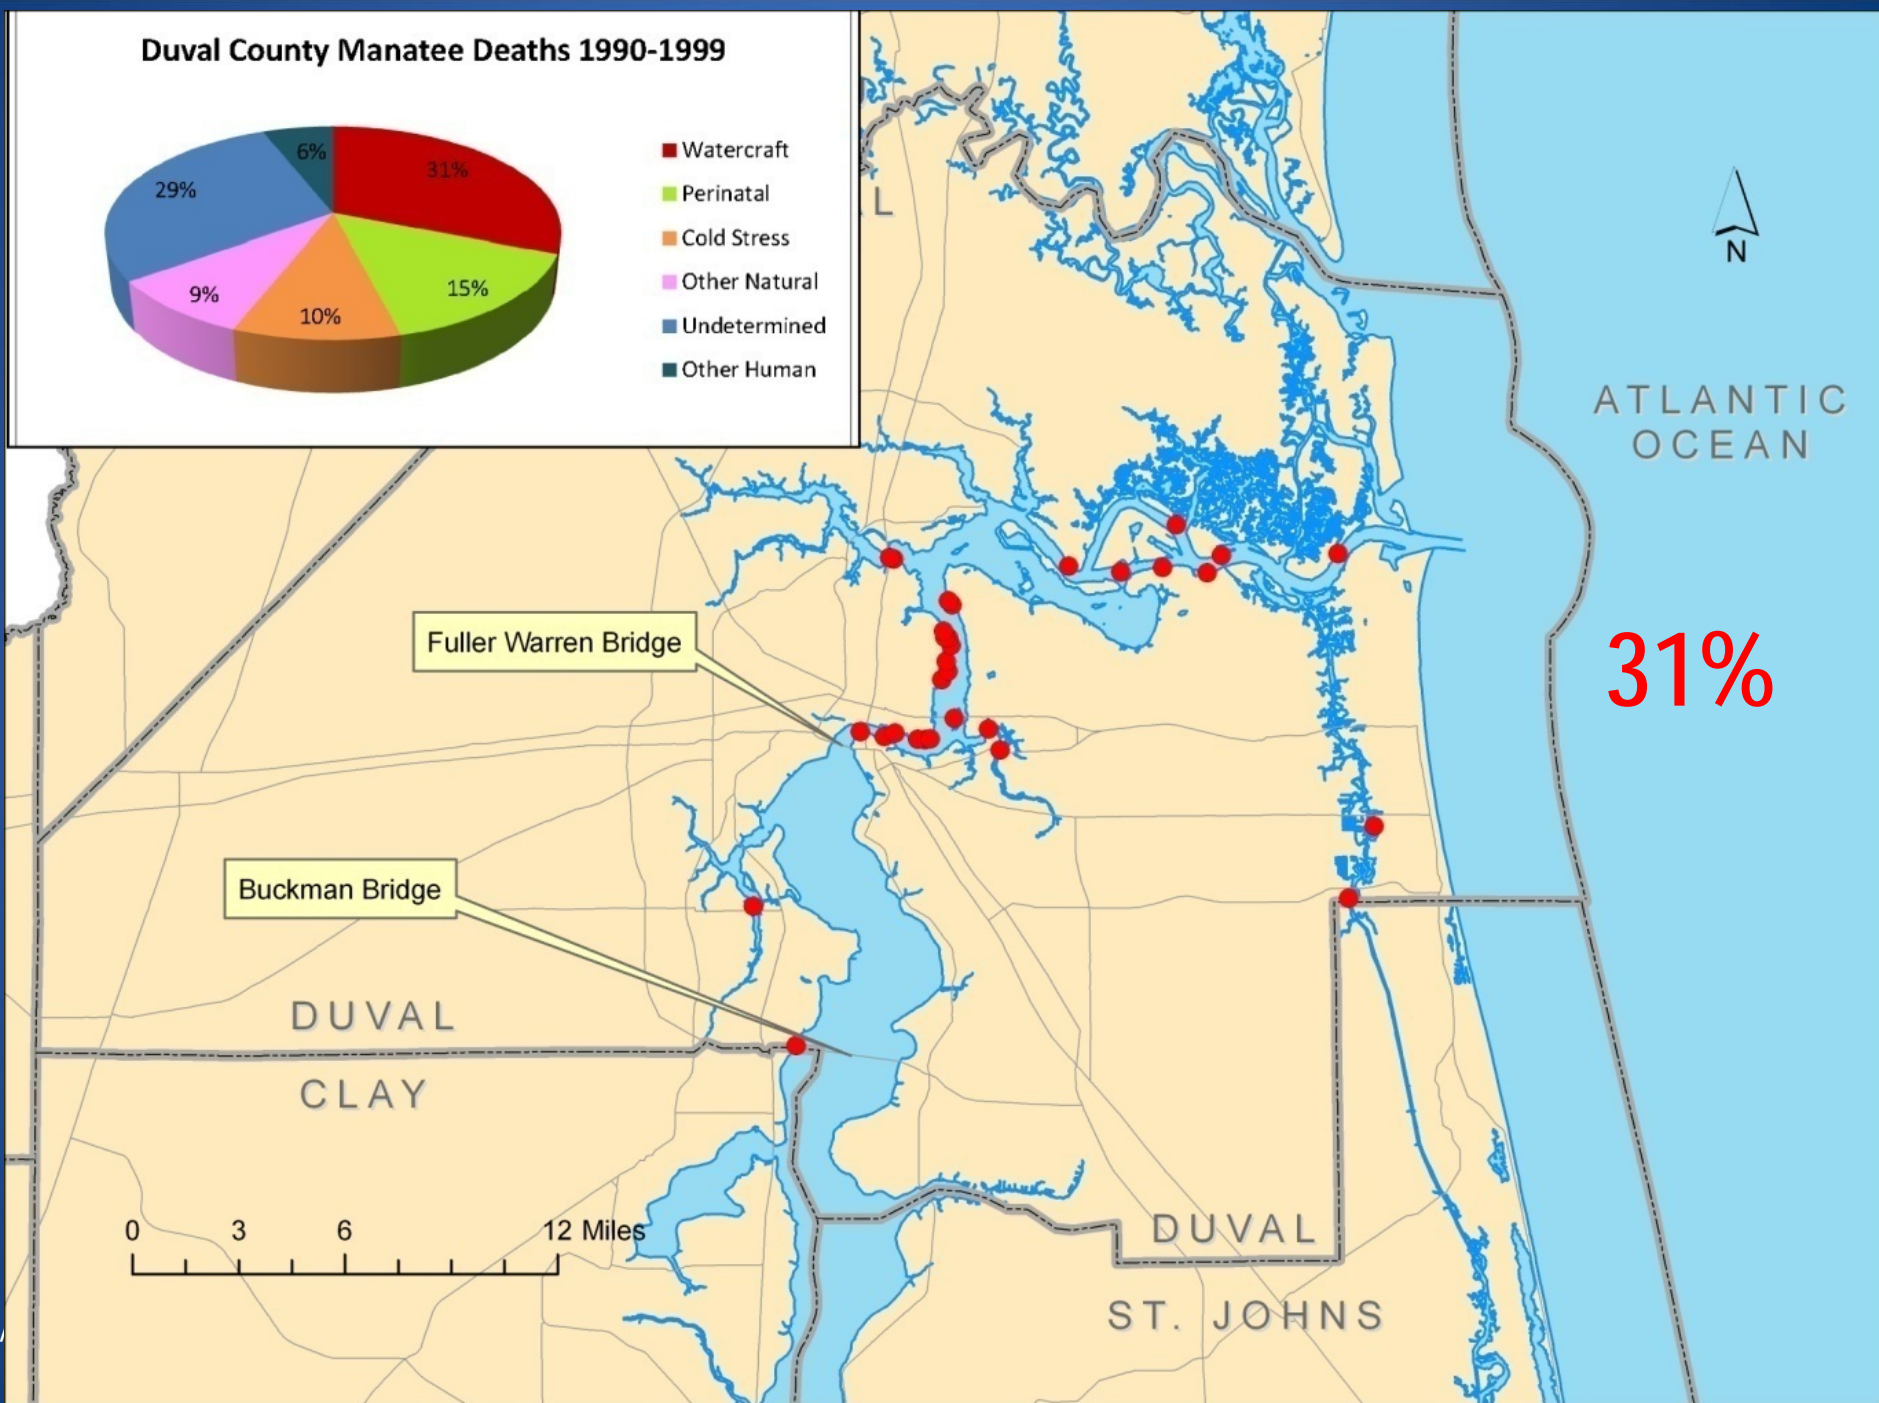 Duval County Manatee Deaths 1990-1999
6%
31%
29%
15%
9%
10%
Watercraft
Perinatal
Cold Stress
Other Natural
Undetermined
Other Human
L
N
ATLANTIC
OCEAN
Fuller Warren Bridge
31%
Buckman Bridge
DUVAL
CLAY
0 3 6 12 Miles
DUVAL
ST. JOHNS